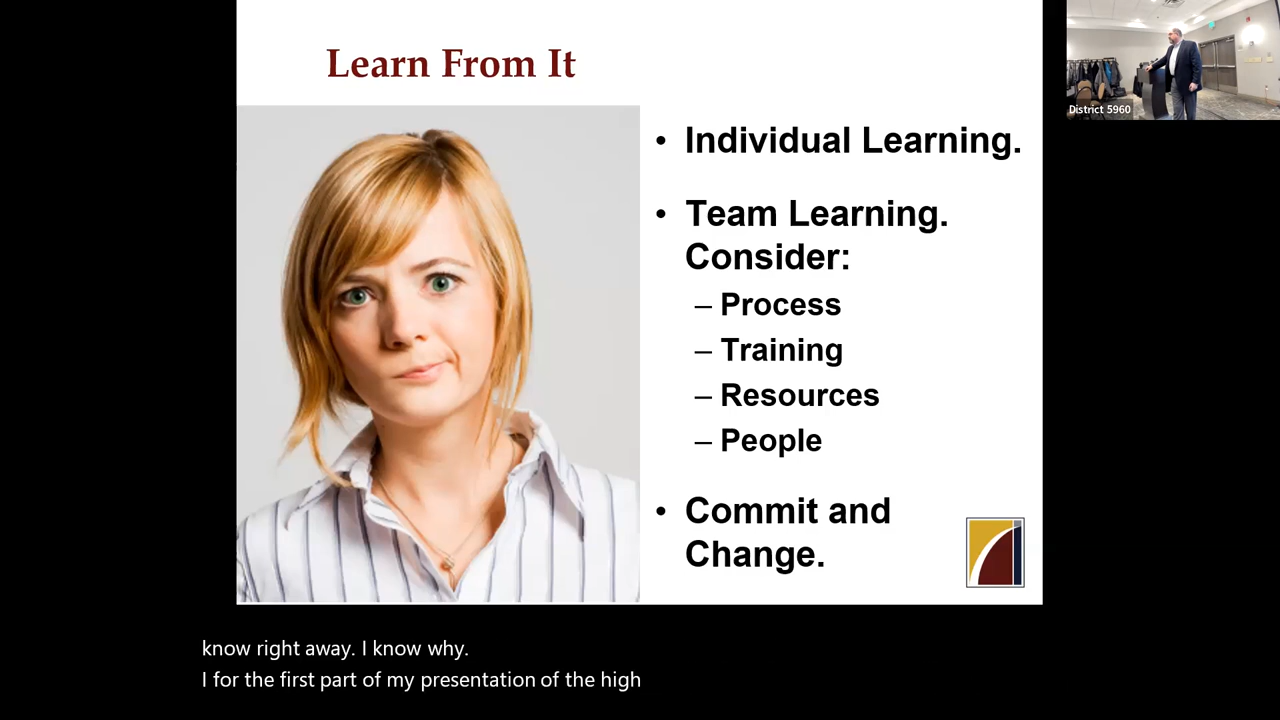 Learn From It
District 5960
• Individual Learning.
• Team Learning.
Consider:
– Process
– Training
– Resources
– People
• Commit and
Change.
know right away. I know why.
I for the first part of my presentation of the high